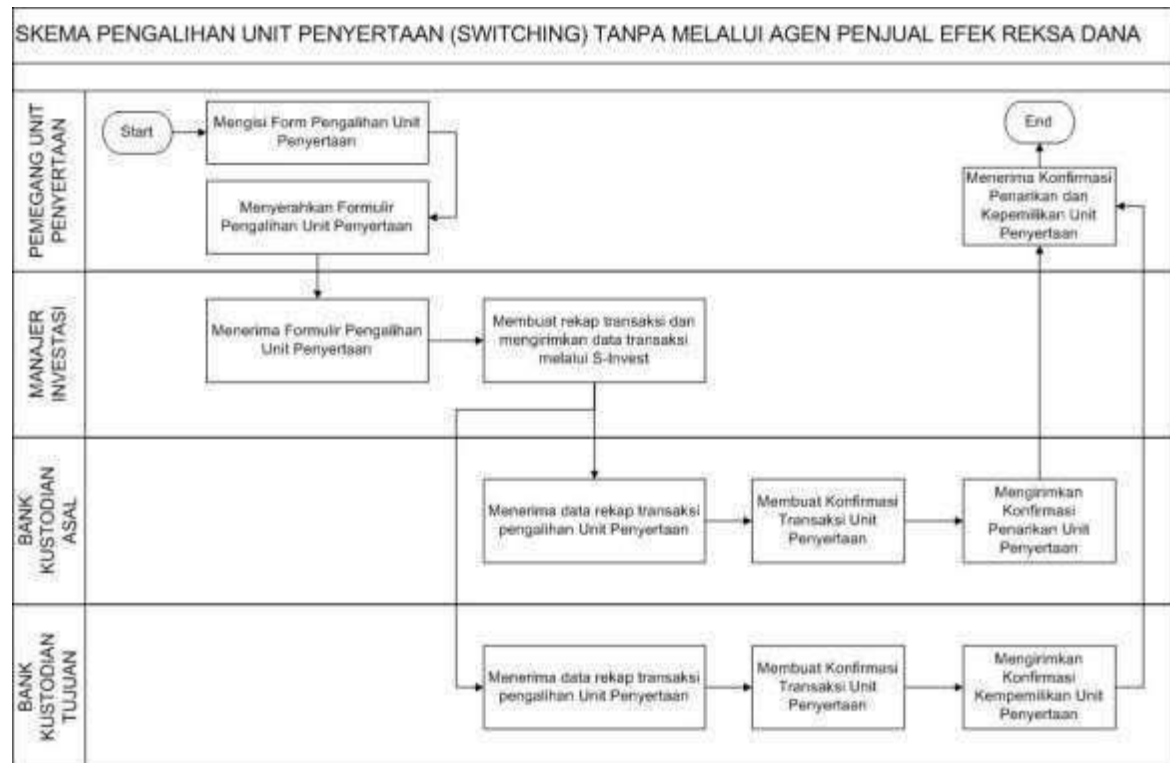 SKEMA PENGALIHAN UNIT PENYERTAAN (SWITCHING) TANPA MELALUI AGEN PENJUAL EFEK REKSA DANA
PEMEGANG UNIT
PENYERTAAN
Start
Mengisi Form Pengalihan Unit
Penyertaan
Menyerahkan Formulir
Pengalihan Unit Penyertaan
End
Menerima Konfirmasi
Penarikan dan
Kepemilikan Unit
Penyertaan
MANAJER
INVESTASI
Menerima Formulir Pengalihan
Unit Penyertaan
Membuat rekap transaksi dan
mengirimkan data transaksi
melalui S-Invest
BANK
KUSTODIAN
ASAL
Menerima data rekap transaksi
pengalihan Unit Penyertaan
Membuat Konfirmasi
Transaksi Unit
Penyertaan
Mengirimkan
Konfirmasi
Penarikan Unit
Penyertaan
BANK
KUSTODIAN
TUJUAN
Menerima data rekap transaksi
pengalihan Unit Penyertaan
Membuat Konfirmasi
Transaksi Unit
Penyertaan
Mengirimkan
Konfirmasi
Kempemilikan Unit
Penyertaan